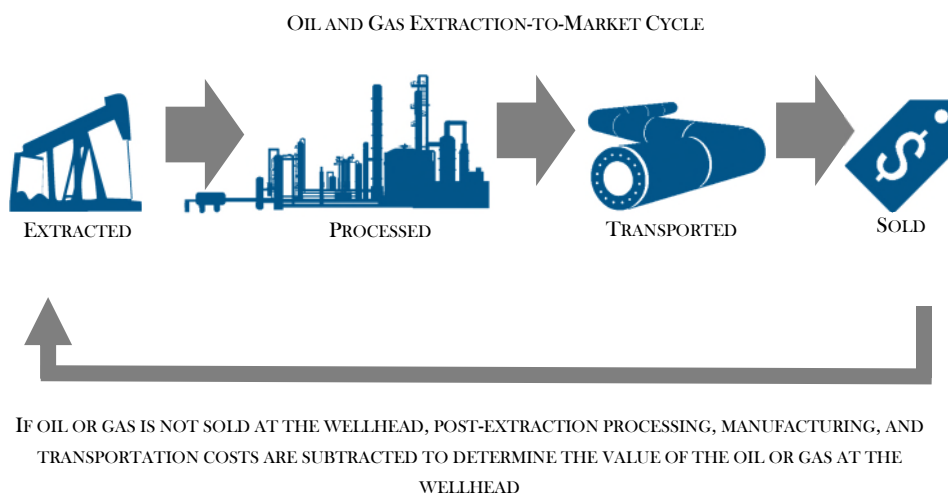 OIL AND GAS EXTRACTION-TO-MARKET CYCLE
EXTRACTED
PROCESSED
TRANSPORTED
SOLD
IF OIL OR GAS IS NOT SOLD AT THE WELLHEAD, POST-EXTRACTION PROCESSING, MANUFACTURING, AND
TRANSPORTATION COSTS ARE SUBTRACTED TO DETERMINE THE VALUE OF THE OIL OR GAS AT THE
WELLHEAD